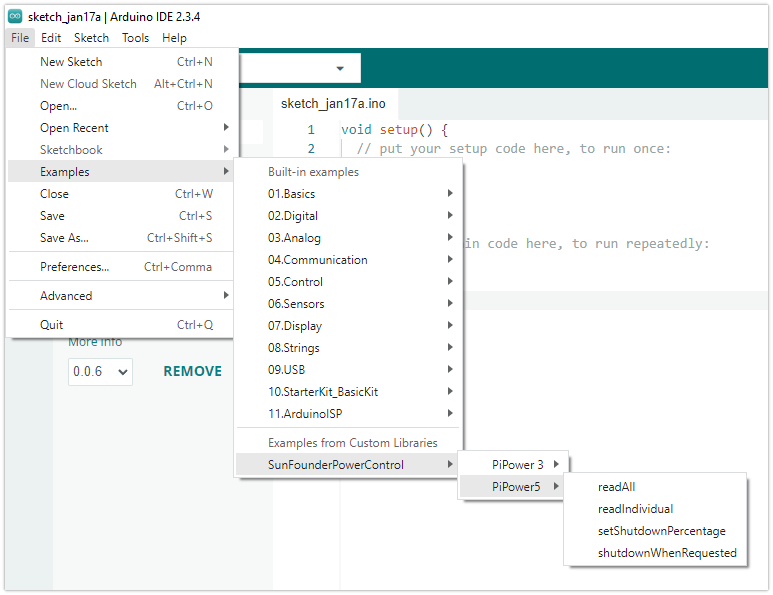 sketch_jan17a | Arduino IDE 2.3.4
File Edit Sketch Tools Help
New Sketch Ctrl+N
New Cloud Sketch Alt+Ctrl+N
Open... Ctrl+O
Open Recent
Sketchbook
Examples
Close Ctrl+W
Save Ctrl+S
Save As... Ctrl+Shift+S
Preferences... Ctrl+Comma
Advanced
Quit Ctrl+Q
More info
0.0.6 REMOVE
sketch_jan17a.ino
1 void setup() {
2 // put your setup code here, to run once:
in code here, to run repeatedly:
Built-in examples
01.Basics
02.Digital
03.Analog
04.Communication
05.Control
06.Sensors
07.Display
08.Strings
09.USB
10.StarterKit_BasicKit
11.ArduinoISP
Examples from Custom Libraries
SunFounderPowerControl
PiPower 3
PiPower5
readAll
readIndividual
setShutdownPercentage
shutdownWhenRequested